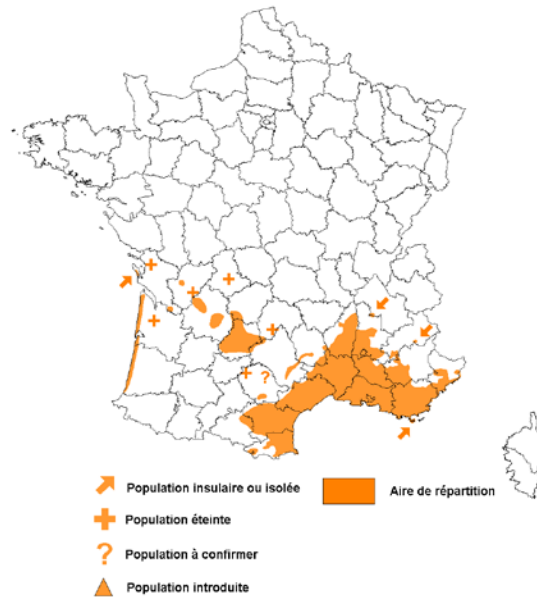 ?
Population insulaire ou isolée
Aire de répartition
Population éteinte
? Population à confirmer
Population introduite